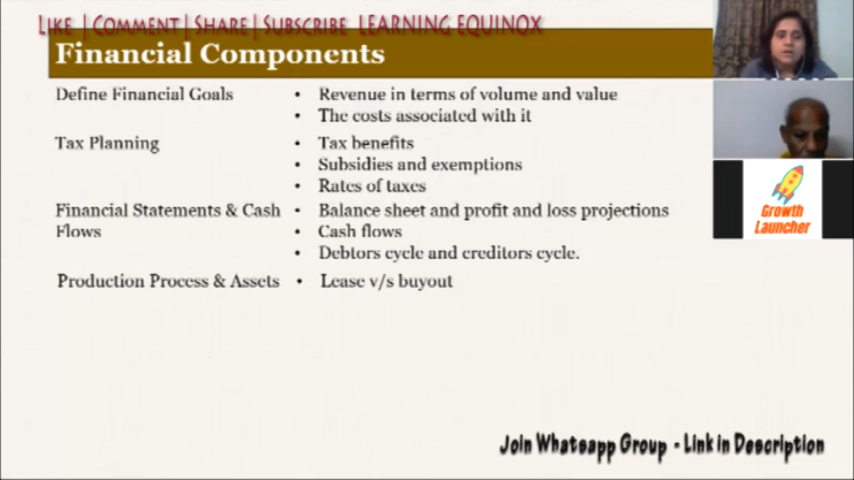 LIKE | COMMENT | SHARE | SUBSCRIBE LEARNING EQUINOX
Financial Components
Define Financial Goals
• Revenue in terms of volume and value
• The costs associated with it
Tax Planning
• Tax benefits
• Subsidies and exemptions
• Rates of taxes
Financial Statements & Cash
Flows
• Balance sheet and profit and loss projections
• Cash flows
• Debtors cycle and creditors cycle.
Production Process & Assets
• Lease v/s buyout
Growth
Launcher
Join Whatsapp Group - Link in Description